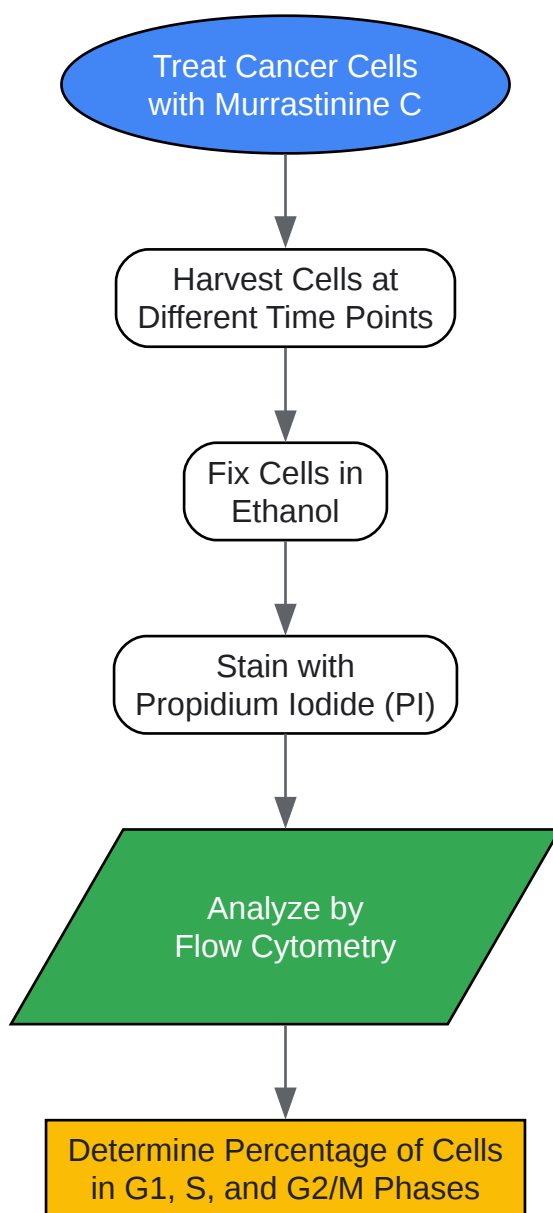 Treat Cancer Cells
with Murrastinine C
Harvest Cells at
Different Time Points
Fix Cells in
Ethanol
Stain with
Propidium Iodide (PI)
Analyze by
Flow Cytometry
Determine Percentage of Cells
in G1, S, and G2/M Phases